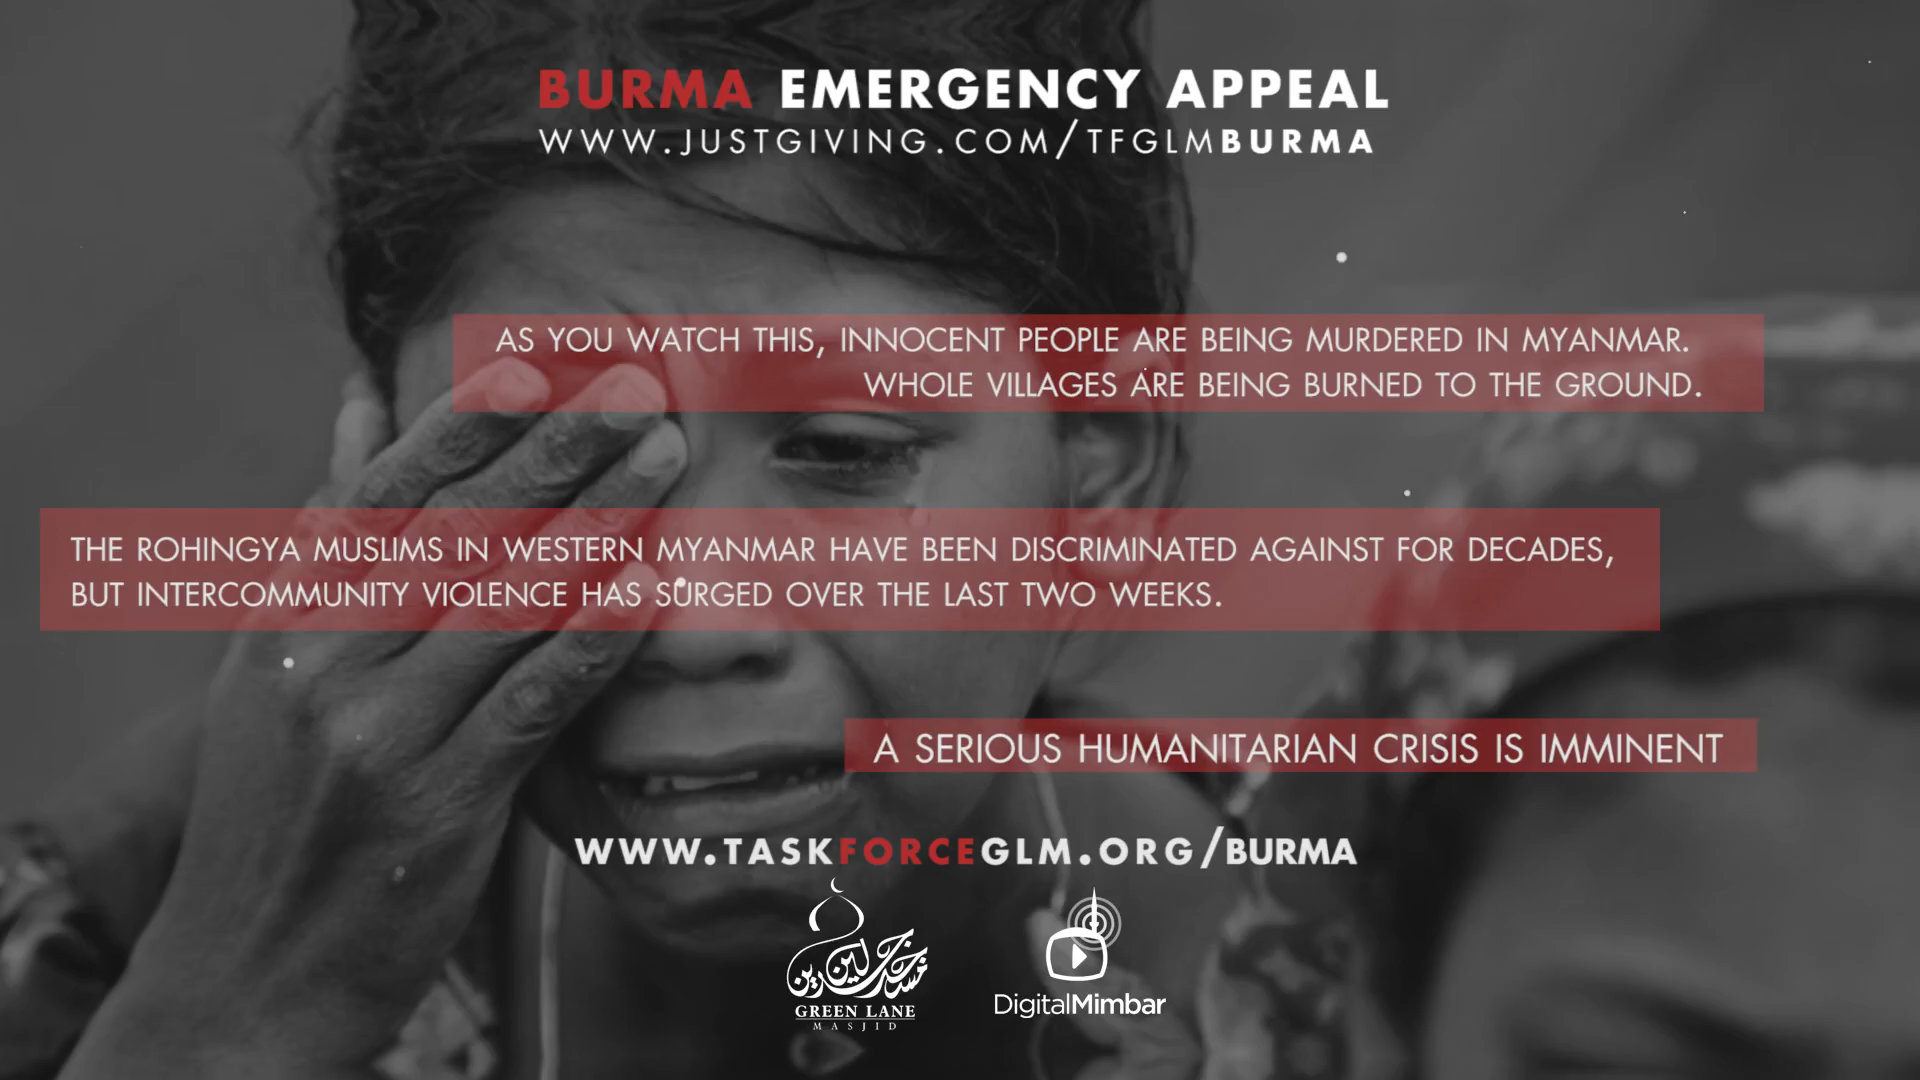 BURMA EMERGENCY APPEAL
WWW.JUSTGIVING.COM/TFGLMBURMA
AS YOU WATCH THIS, INNOCENT PEOPLE ARE BEING MURDERED IN MYANMAR.
WHOLE VILLAGES ARE BEING BURNED TO THE GROUND.
THE ROHINGYA MUSLIMS IN WESTERN MYANMAR HAVE BEEN DISCRIMINATED AGAINST FOR DECADES,
BUT INTERCOMMUNITY VIOLENCE HAS SURGED OVER THE LAST TWO WEEKS.
A SERIOUS HUMANITARIAN CRISIS IS IMMINENT
WWW.TASKFORCEGLM.ORG/BURMA
مسجد جرين لين
GREEN LANE
MASJID
DigitalMimbar